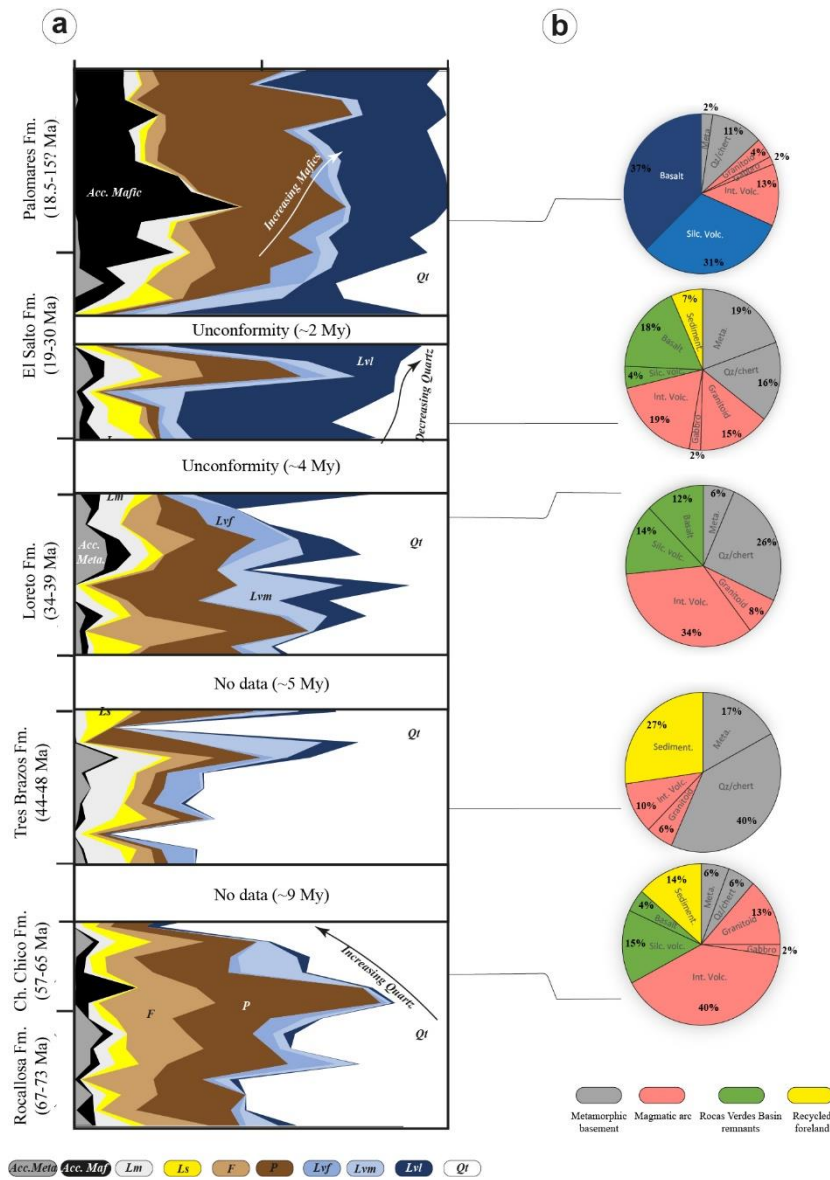 a
b
Palomares Fm.
(18.5-15? Ma)
El Salto Fm.
(19-30 Ma)
Loreto Fm.
(34-39 Ma)
Tres Brazos Fm.
(44-48 Ma)
Ch. Chico Fm.
(57-65 Ma)
Rocallosa Fm.
(67-73 Ma)
Acc. Mafic
Increasing Mafics
Qt
Unconformity (~2 My)
Lvl
Decreasing Quartz
Unconformity (~4 My)
Lm
Lvf
Acc.
Meta.
Lvm
Qt
No data (~5 My)
Ls
Qt
No data (~9 My)
Increasing Quartz
F
P
Qt
Acc.Meta
Acc. Maf
Lm
Ls
F
P
Lvf
Lvm
Lvl
Qt
2%
Meta.
11%
Qz/chert
4%
Granitoid
2%
Gabbro
13%
Int. Volc.
31%
Silc. Volc.
37%
Basalt
19%
Meta.
16%
Qz/chert
15%
Granitoid
2%
Gabbro
19%
Int. Volc.
4%
Silc. volc.
18%
Basalt
7%
Sediment.
6%
Meta.
26%
Qz/chert
8%
Granitoid
34%
Int. Volc.
14%
Silc. volc.
12%
Basalt
17%
Meta.
40%
Qz/chert
6%
Granitoid
10%
Int. Volc.
27%
Sediment.
6%
Meta.
6%
Qz/chert
13%
Granitoid
2%
Gabbro
40%
Int. Volc.
15%
Silc. volc.
4%
Basalt
14%
Sediment.
Metamorphic
basement
Magmatic arc
Rocas Verdes Basin
remnants
Recycled
foreland